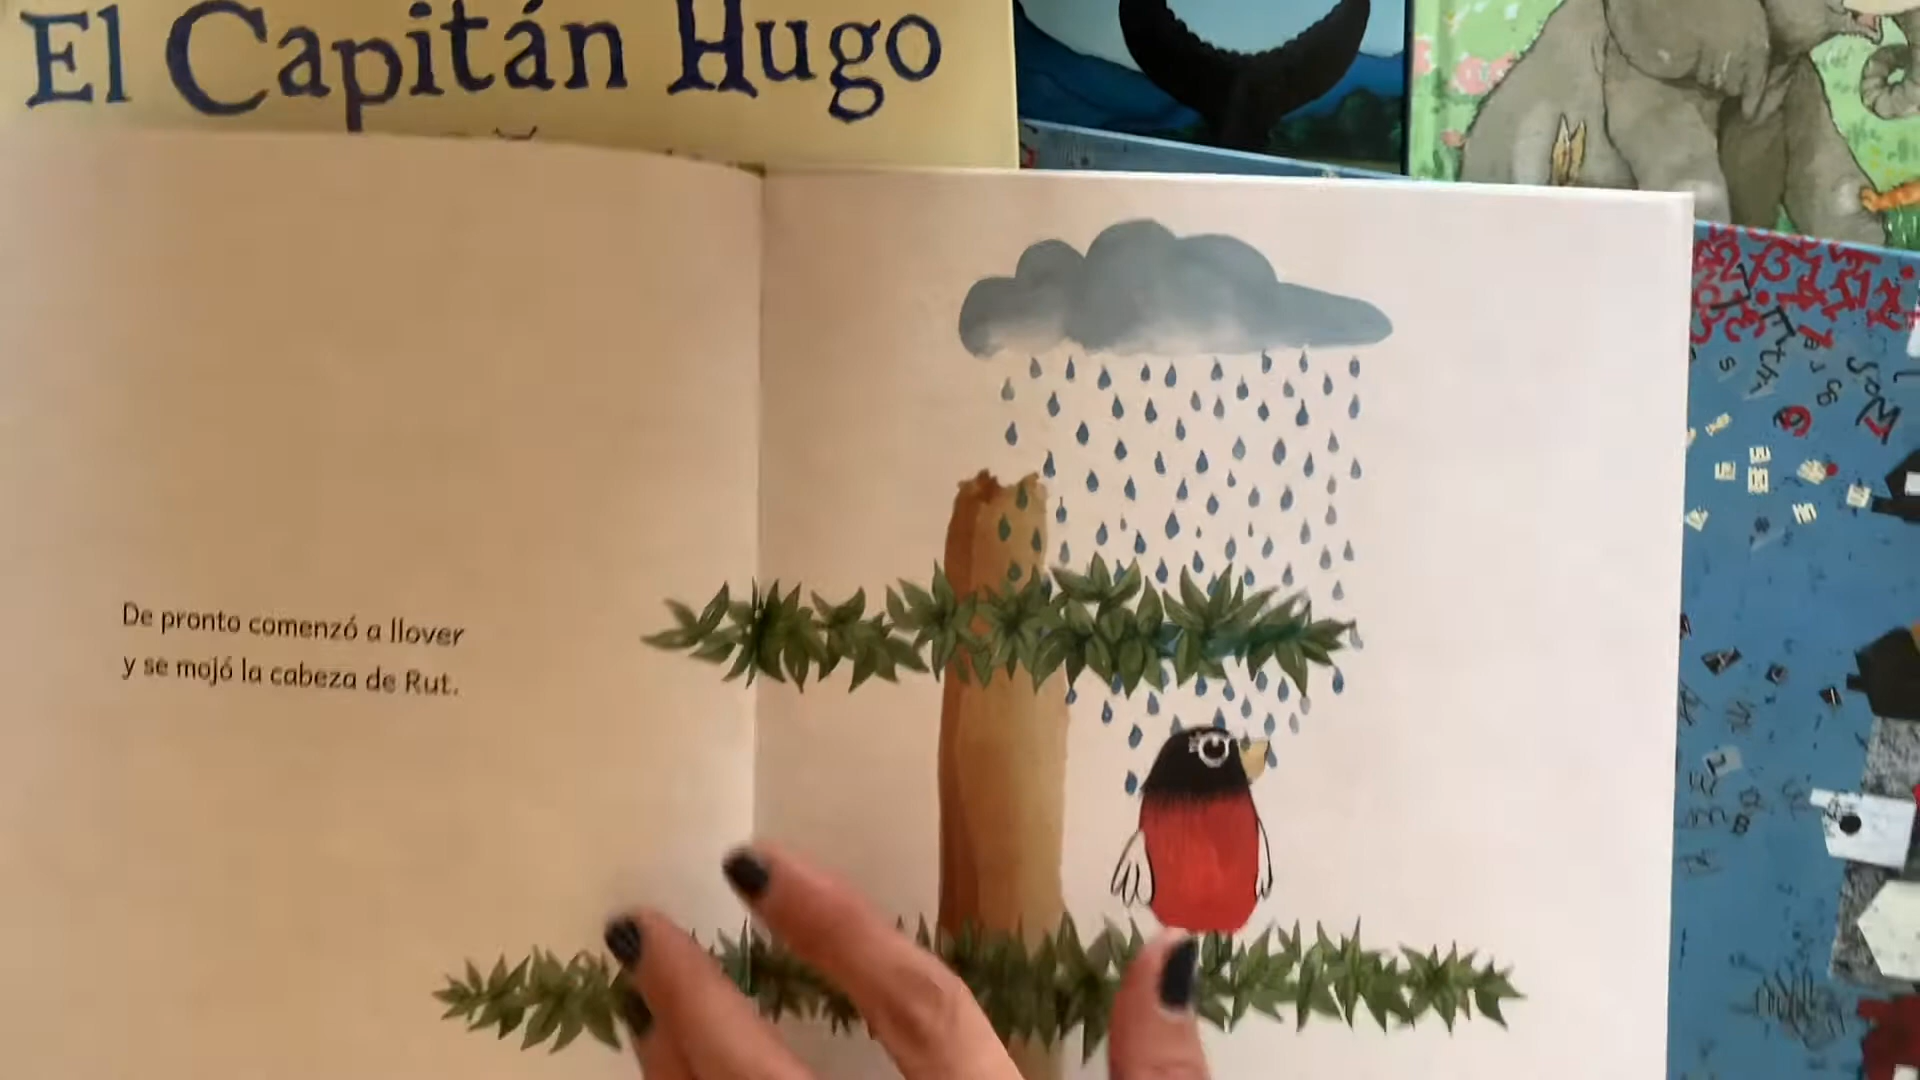 El Capitán Hugo
De pronto comenzó a llover
y se mojó la cabeza de Rut.